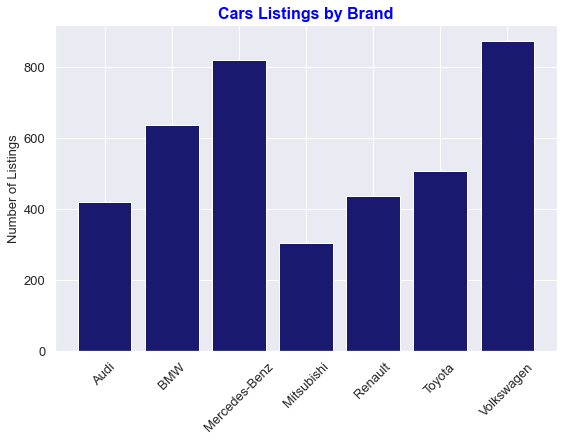 Cars Listings by Brand
Number of Listings
800
600
400
200
0
Audi
BMW
Mercedes-Benz
Mitsubishi
Renault
Toyota
Volkswagen